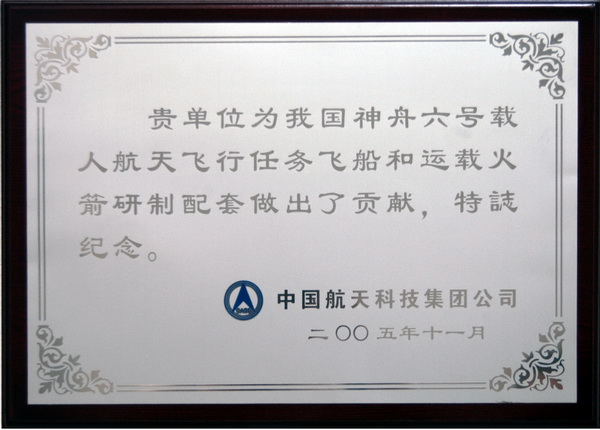 贵单位为我国神舟六号载
人航天飞行任务飞船和运载火
箭研制配套做出了贡献，特誌
纪念。
中国航天科技集团公司
二〇〇五年十一月